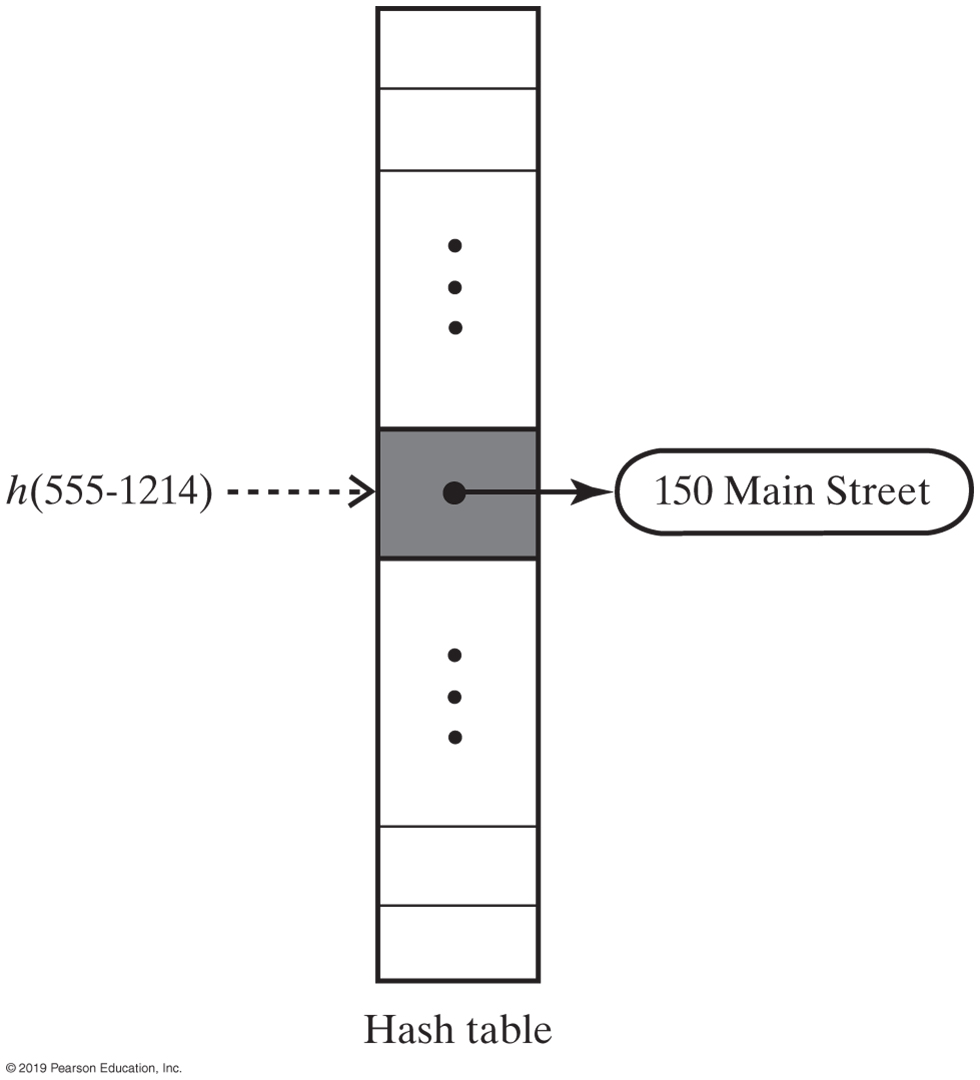 h(555-1214)
150 Main Street
Hash table
© 2019 Pearson Education, Inc.